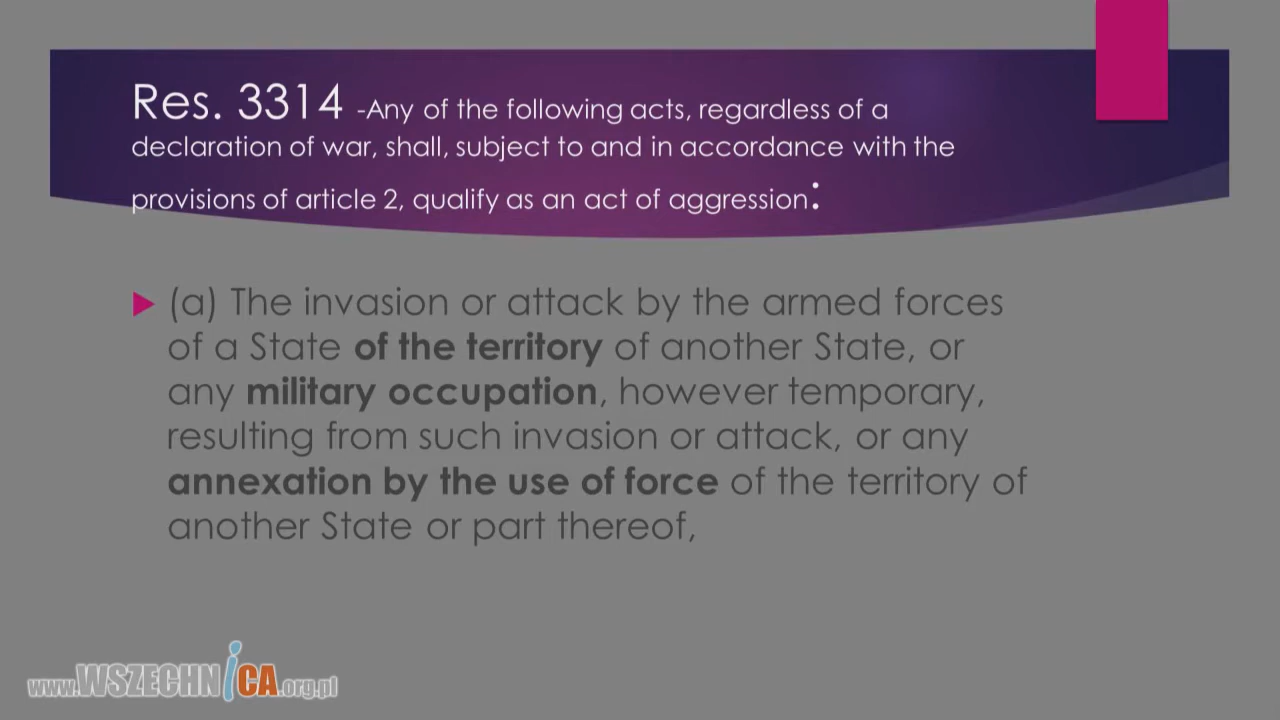 Res. 3314 -Any of the following acts, regardless of a
declaration of war, shall, subject to and in accordance with the
provisions of article 2, qualify as an act of aggression:
(a) The invasion or attack by the armed forces
of a State of the territory of another State, or
any military occupation, however temporary,
resulting from such invasion or attack, or any
annexation by the use of force of the territory of
another State or part thereof,
www.WSZECHNiCA.org.pl